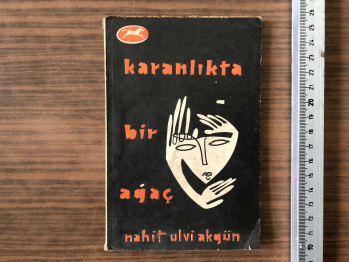 karanlıkta
bir
ağaç
nahit ulvi akgün